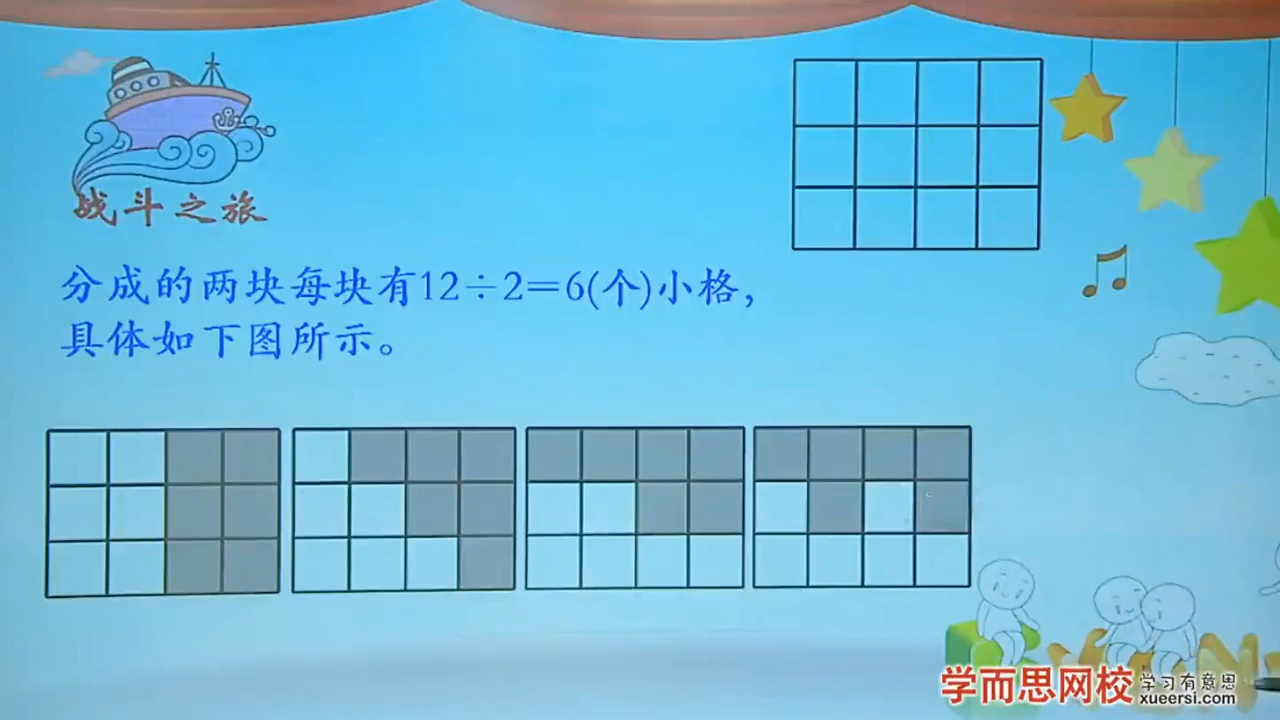 战斗之旅
分成的两块每块有12÷2=6(个)小格，
具体如下图所示。
学而思网校
学习有意思
xueersi.com